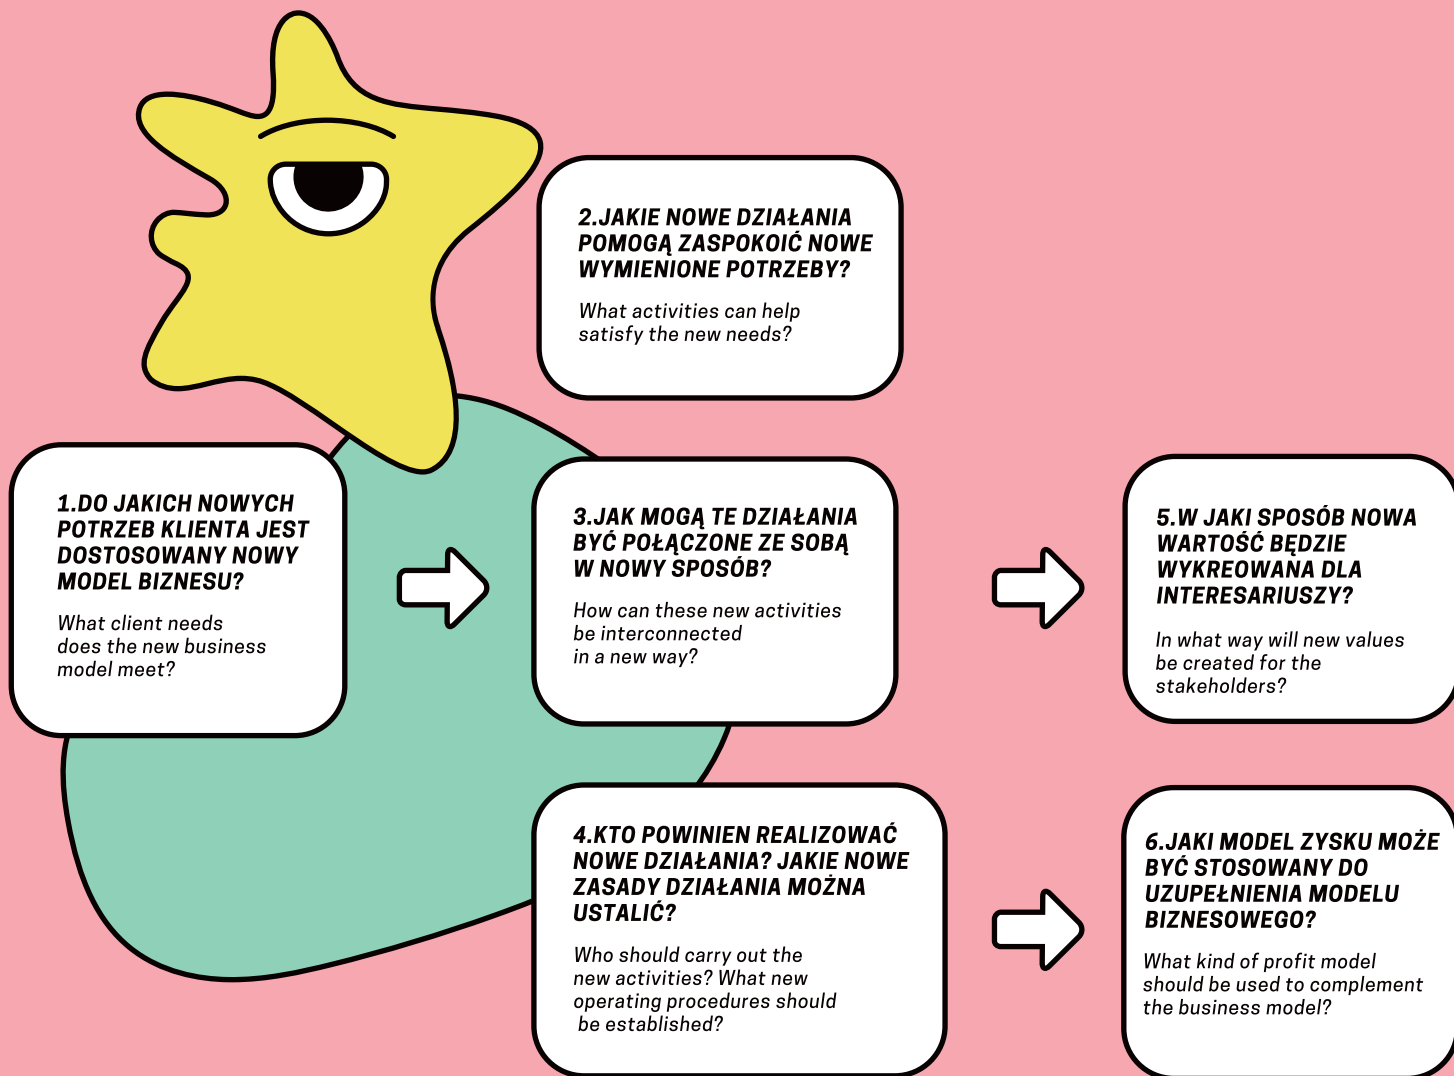 1.DO JAKICH NOWYCH
POTRZEB KLIENTA JEST
DOSTOSOWANY NOWY
MODEL BIZNESU?
What client needs
does the new business
model meet?
2.JAKIE NOWE DZIAŁANIA
POMOGĄ ZASPOKOIĆ NOWE
WYMIENIONE POTRZEBY?
What activities can help
satisfy the new needs?
3.JAK MOGĄ TE DZIAŁANIA
BYĆ POŁĄCZONE ZE SOBĄ
W NOWY SPOSÓB?
How can these new activities
be interconnected
in a new way?
4.KTO POWINIEN REALIZOWAĆ
NOWE DZIAŁANIA? JAKIE NOWE
ZASADY DZIAŁANIA MOŻNA
USTALIĆ?
Who should carry out the
new activities? What new
operating procedures should
be established?
5.W JAKI SPOSÓB NOWA
WARTOŚĆ BĘDZIE
WYKREOWANA DLA
INTERESARIUSZY?
In what way will new values
be created for the
stakeholders?
6.JAKI MODEL ZYSKU MOŻE
BYĆ STOSOWANY DO
UZUPEŁNIENIA MODELU
BIZNESOWEGO?
What kind of profit model
should be used to complement
the business model?